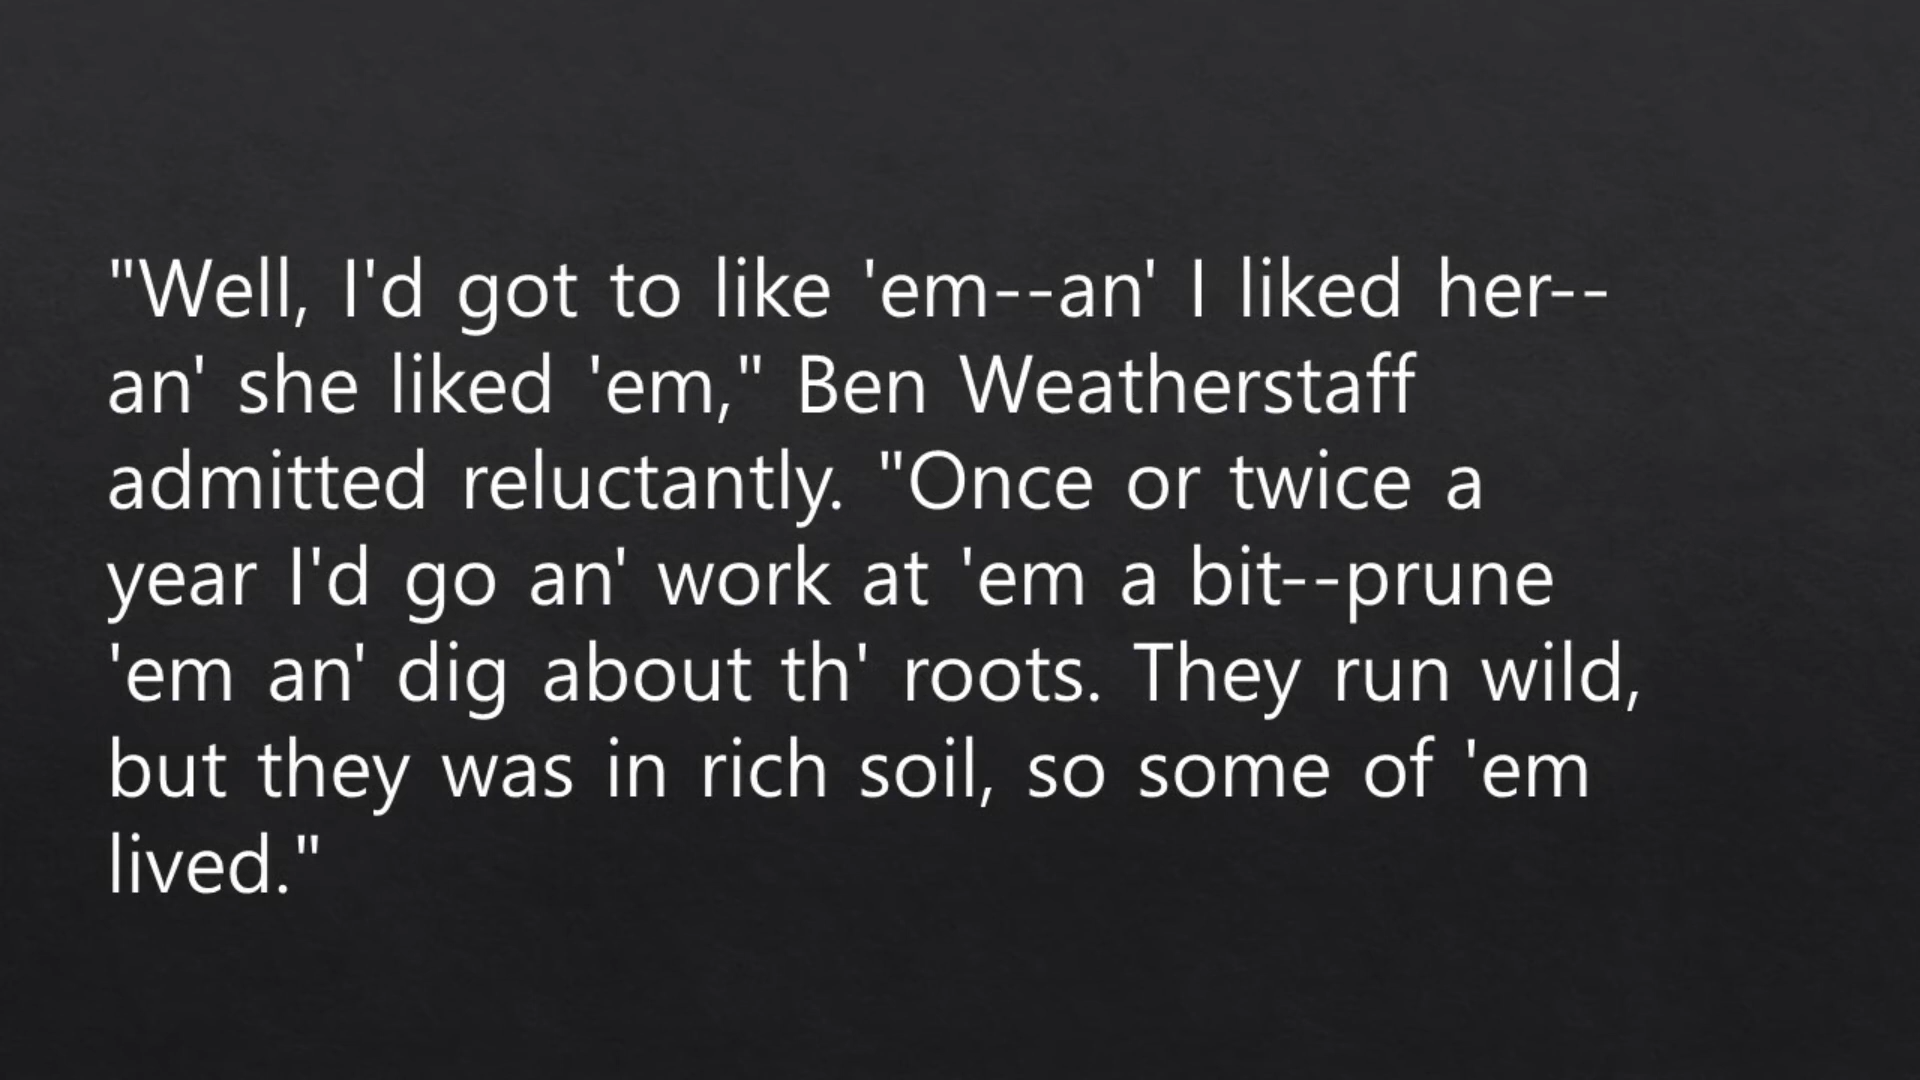 "Well, I'd got to like 'em--an' I liked her--
an' she liked 'em," Ben Weatherstaff
admitted reluctantly. "Once or twice a
year I'd go an' work at 'em a bit--prune
'em an' dig about th' roots. They run wild,
but they was in rich soil, so some of 'em
lived."